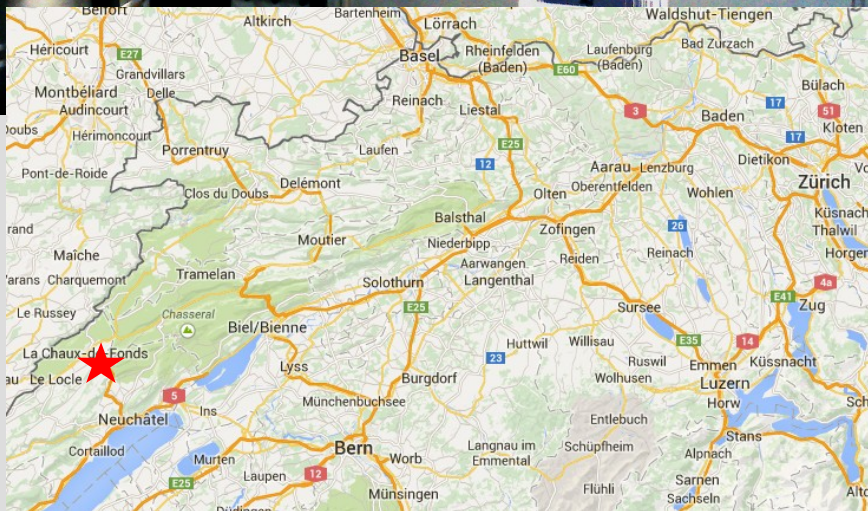 Belfort
Altkirch
Bartenheim
Lörrach
Waldshut-Tiengen
Héricourt
E27
Basel
Rheinfelden
(Baden)
Laufenburg
(Baden)
Bad Zurzach
Grandvillars
E60
Montbéliard
Delle
Audincourt
Reinach
Liestal
3
17
Bülach
51
Baden
Doubs
Hérimoncourt
Porrentruy
Laufen
E25
17
Kloten
12
Dietikon
Pont-de-Roide
Clos du Doubs
Delémont
Aarau
Lenzburg
Zürich
Olten
Oberentfelden
Wohlen
Balsthal
Küsnach
Thalwil
Moutier
Niederbipp
Zofingen
26
Maîche
Reinach
Horgen
Charquemont
Tramelan
Aarwangen
Reiden
Solothurn
Langenthal
4a
Le Russey
Chasseral
E25
Sursee
E41
Zug
Biel/Bienne
Huttwil
Willisau
E35
14
La Chaux-de-Fonds
23
Ruswil
Emmen
Küssnacht
Le Locle
Lyss
Burgdorf
Wolhusen
Luzern
5
Ins
Münchenbuchsee
Horw
Neuchâtel
Entlebuch
Stans
Cortaillod
Murten
Bern
Worb
Langnau im
Emmental
Schüpfheim
Alpnach
Laupen
12
E25
Münsingen
Flühli
Sarnen
Sachseln
Düdingen